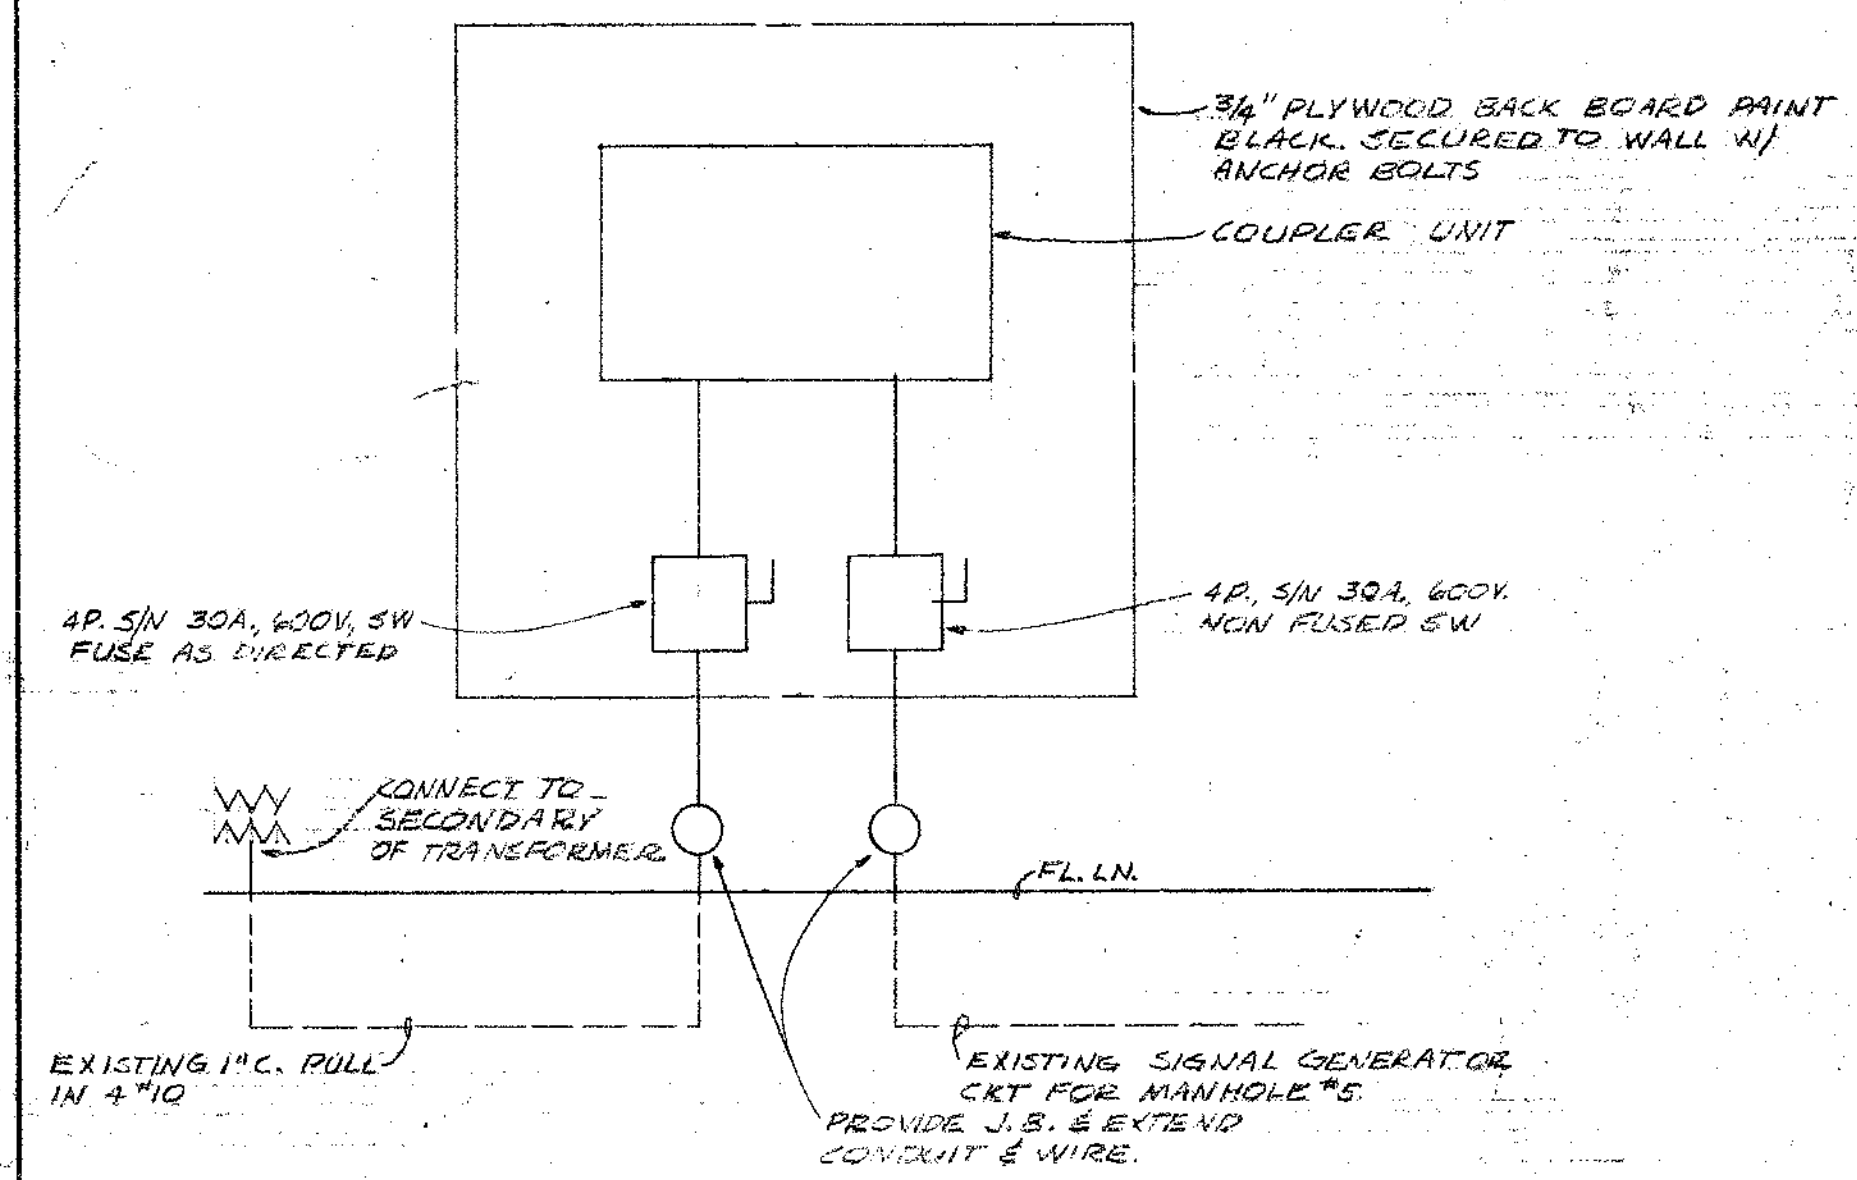 3/4" PLYWOOD BACK BOARD PAINT
BLACK. SECURED TO WALL W/
ANCHOR BOLTS
COUPLER UNIT
4P. S/N 30A., 600V, SW
FUSE AS DIRECTED
4P., S/N 30A., 600V.
NON FUSED SW
CONNECT TO
SECONDARY
OF TRANSFORMER
FL. LN.
EXISTING 1" C. PULL
IN 4 #10
EXISTING SIGNAL GENERATOR
CKT FOR MANHOLE #5
PROVIDE J.B. & EXTEND
CONDUIT & WIRE.